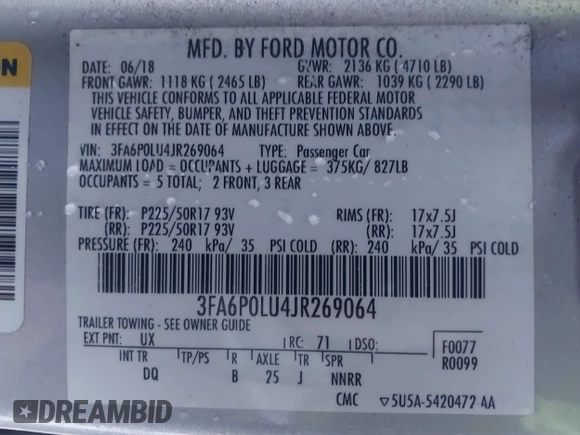 ON
MFD. BY FORD MOTOR CO.
DATE: 06/18 GVWR: 2136 KG ( 4710 LB)
FRONT GAWR: 1118 KG ( 2465 LB) REAR GAWR: 1039 KG ( 2290 LB)
THIS VEHICLE CONFORMS TO ALL APPLICABLE FEDERAL MOTOR
VEHICLE SAFETY, BUMPER, AND THEFT PREVENTION STANDARDS
IN EFFECT ON THE DATE OF MANUFACTURE SHOWN ABOVE.
VIN: 3FA6P0LU4JR269064 TYPE: Passenger Car
MAXIMUM LOAD = OCCUPANTS + LUGGAGE = 375KG/ 827LB
OCCUPANTS = 5 TOTAL; 2 FRONT, 3 REAR
TIRE (FR): P225/50R17 93V RIMS (FR): 17x7.5J
(RR): P225/50R17 93V (RR): 17x7.5J
PRESSURE (FR): 240 kPa/ 35 PSI COLD (RR): 240 kPa/ 35 PSI COLD
3FA6P0LU4JR269064
TRAILER TOWING - SEE OWNER GUIDE
EXT PNT: UX RC: 71 DSO: F0077
INT TR TP/PS R AXLE TR SPR R0099
DQ B 25 J NNRR
CMC ▽5U5A-5420472 AA
DREAMBID